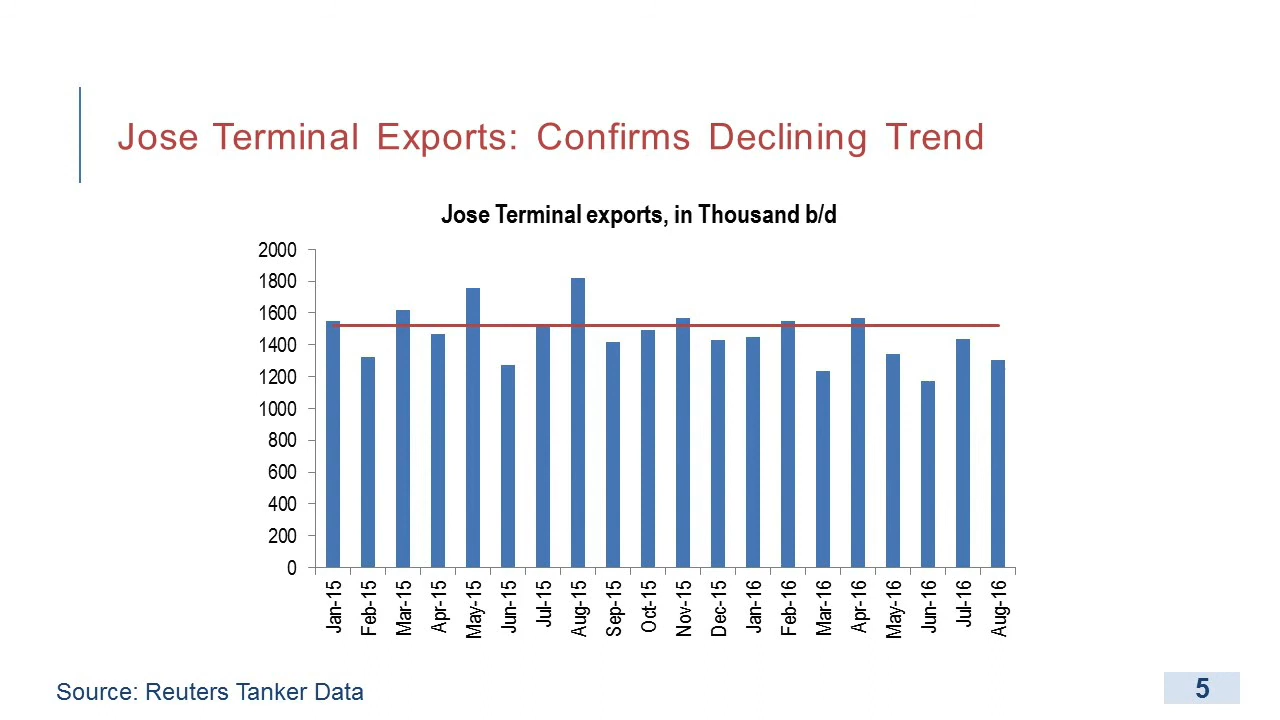 Jose Terminal Exports: Confirms Declining Trend
Jose Terminal exports, in Thousand b/d
2000
1800
1600
1400
1200
1000
800
600
400
200
0
Jan-15
Feb-15
Mar-15
Apr-15
May-15
Jun-15
Jul-15
Aug-15
Sep-15
Oct-15
Nov-15
Dec-15
Jan-16
Feb-16
Mar-16
Apr-16
May-16
Jun-16
Jul-16
Aug-16
Source: Reuters Tanker Data
5